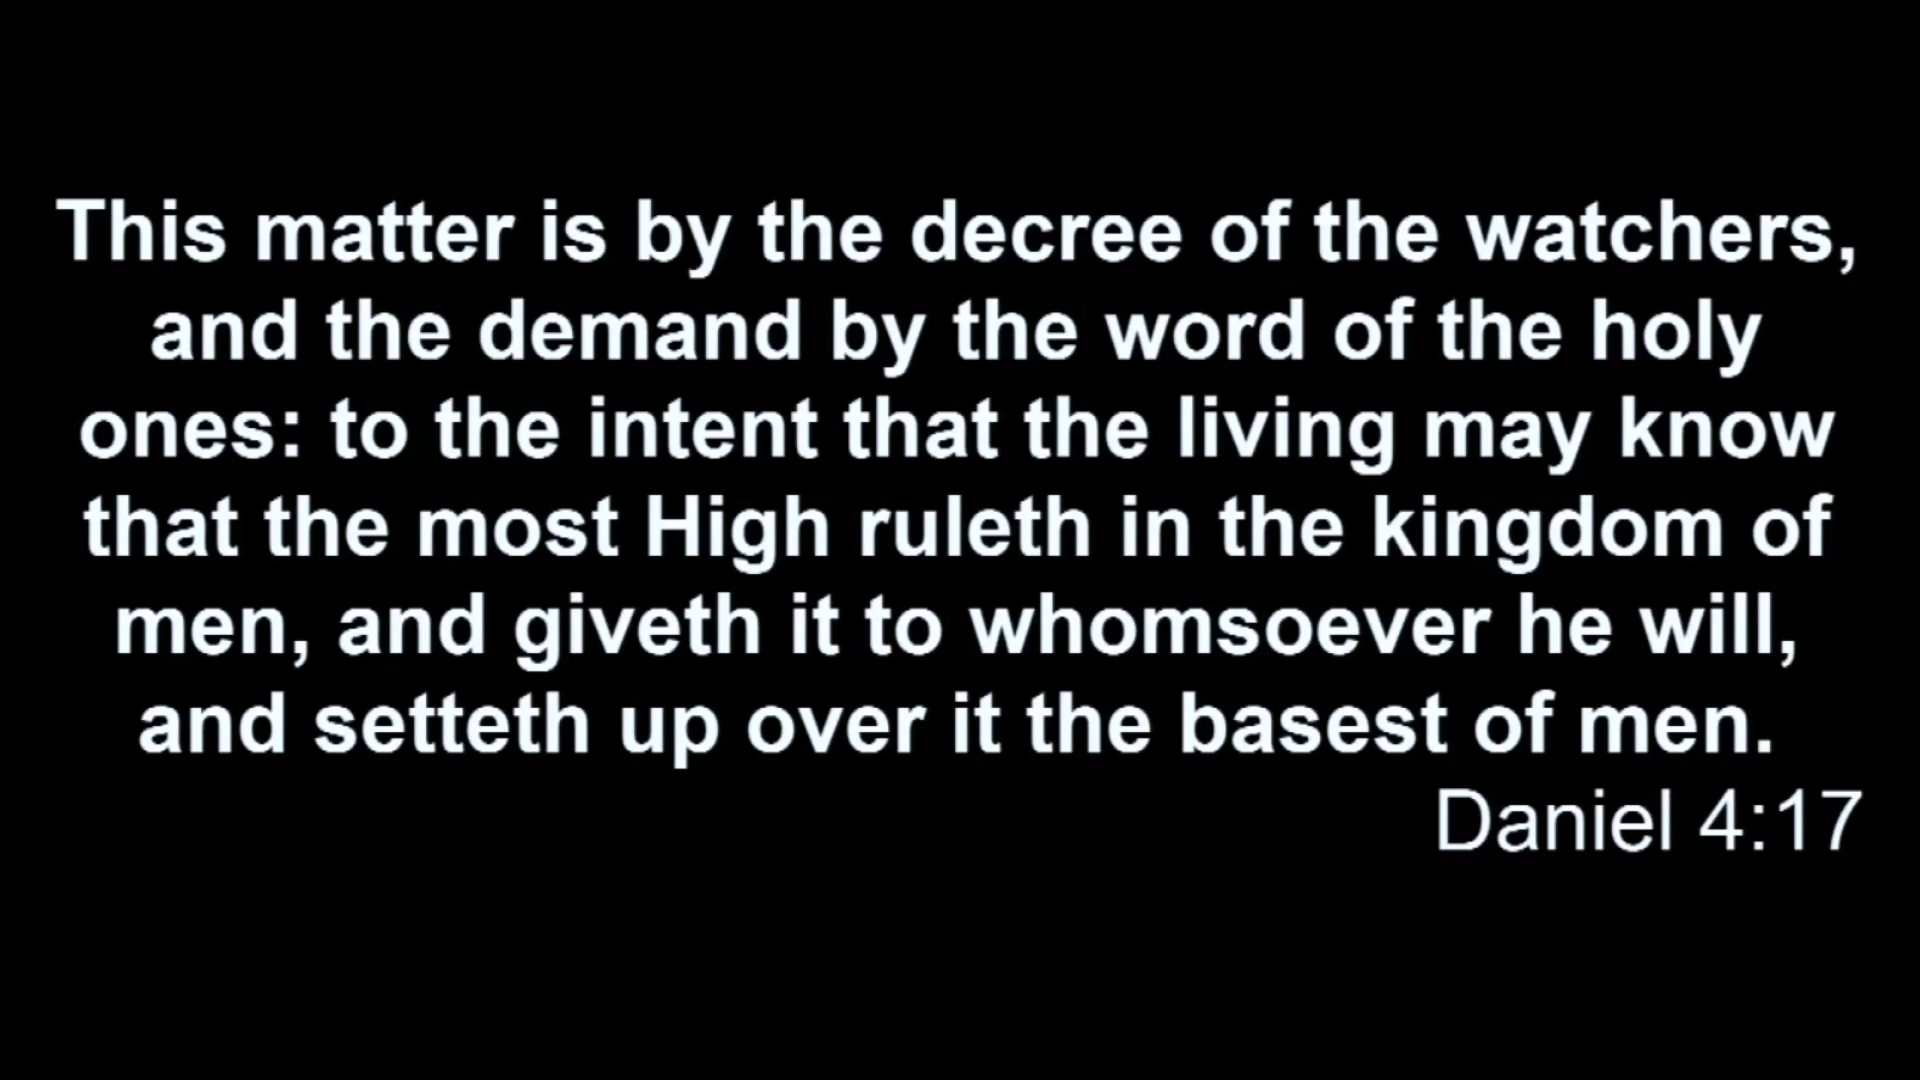 This matter is by the decree of the watchers,
and the demand by the word of the holy
ones: to the intent that the living may know
that the most High ruleth in the kingdom of
men, and giveth it to whomsoever he will,
and setteth up over it the basest of men.
Daniel 4:17